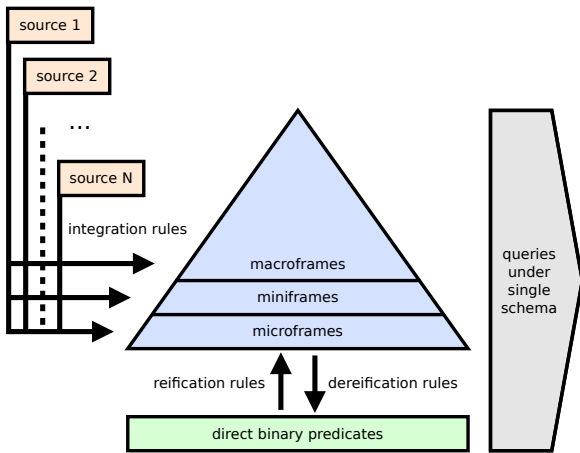 source 1
source 2
...
source N
integration rules
macroframes
miniframes
microframes
queries
under
single
schema
reification rules
dereification rules
direct binary predicates